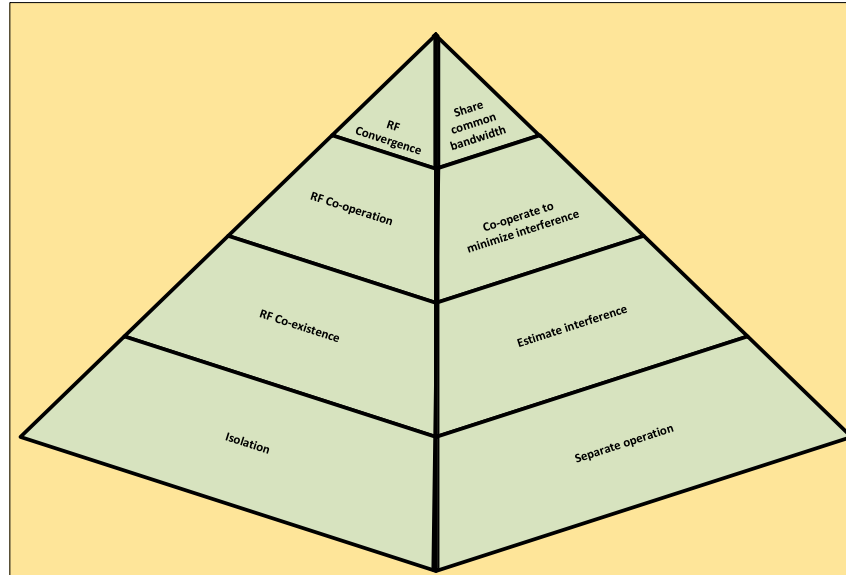 RF
Convergence
Share
common
bandwidth
RF Co-operation
Co-operate to
minimize interference
RF Co-existence
Estimate interference
Isolation
Separate operation